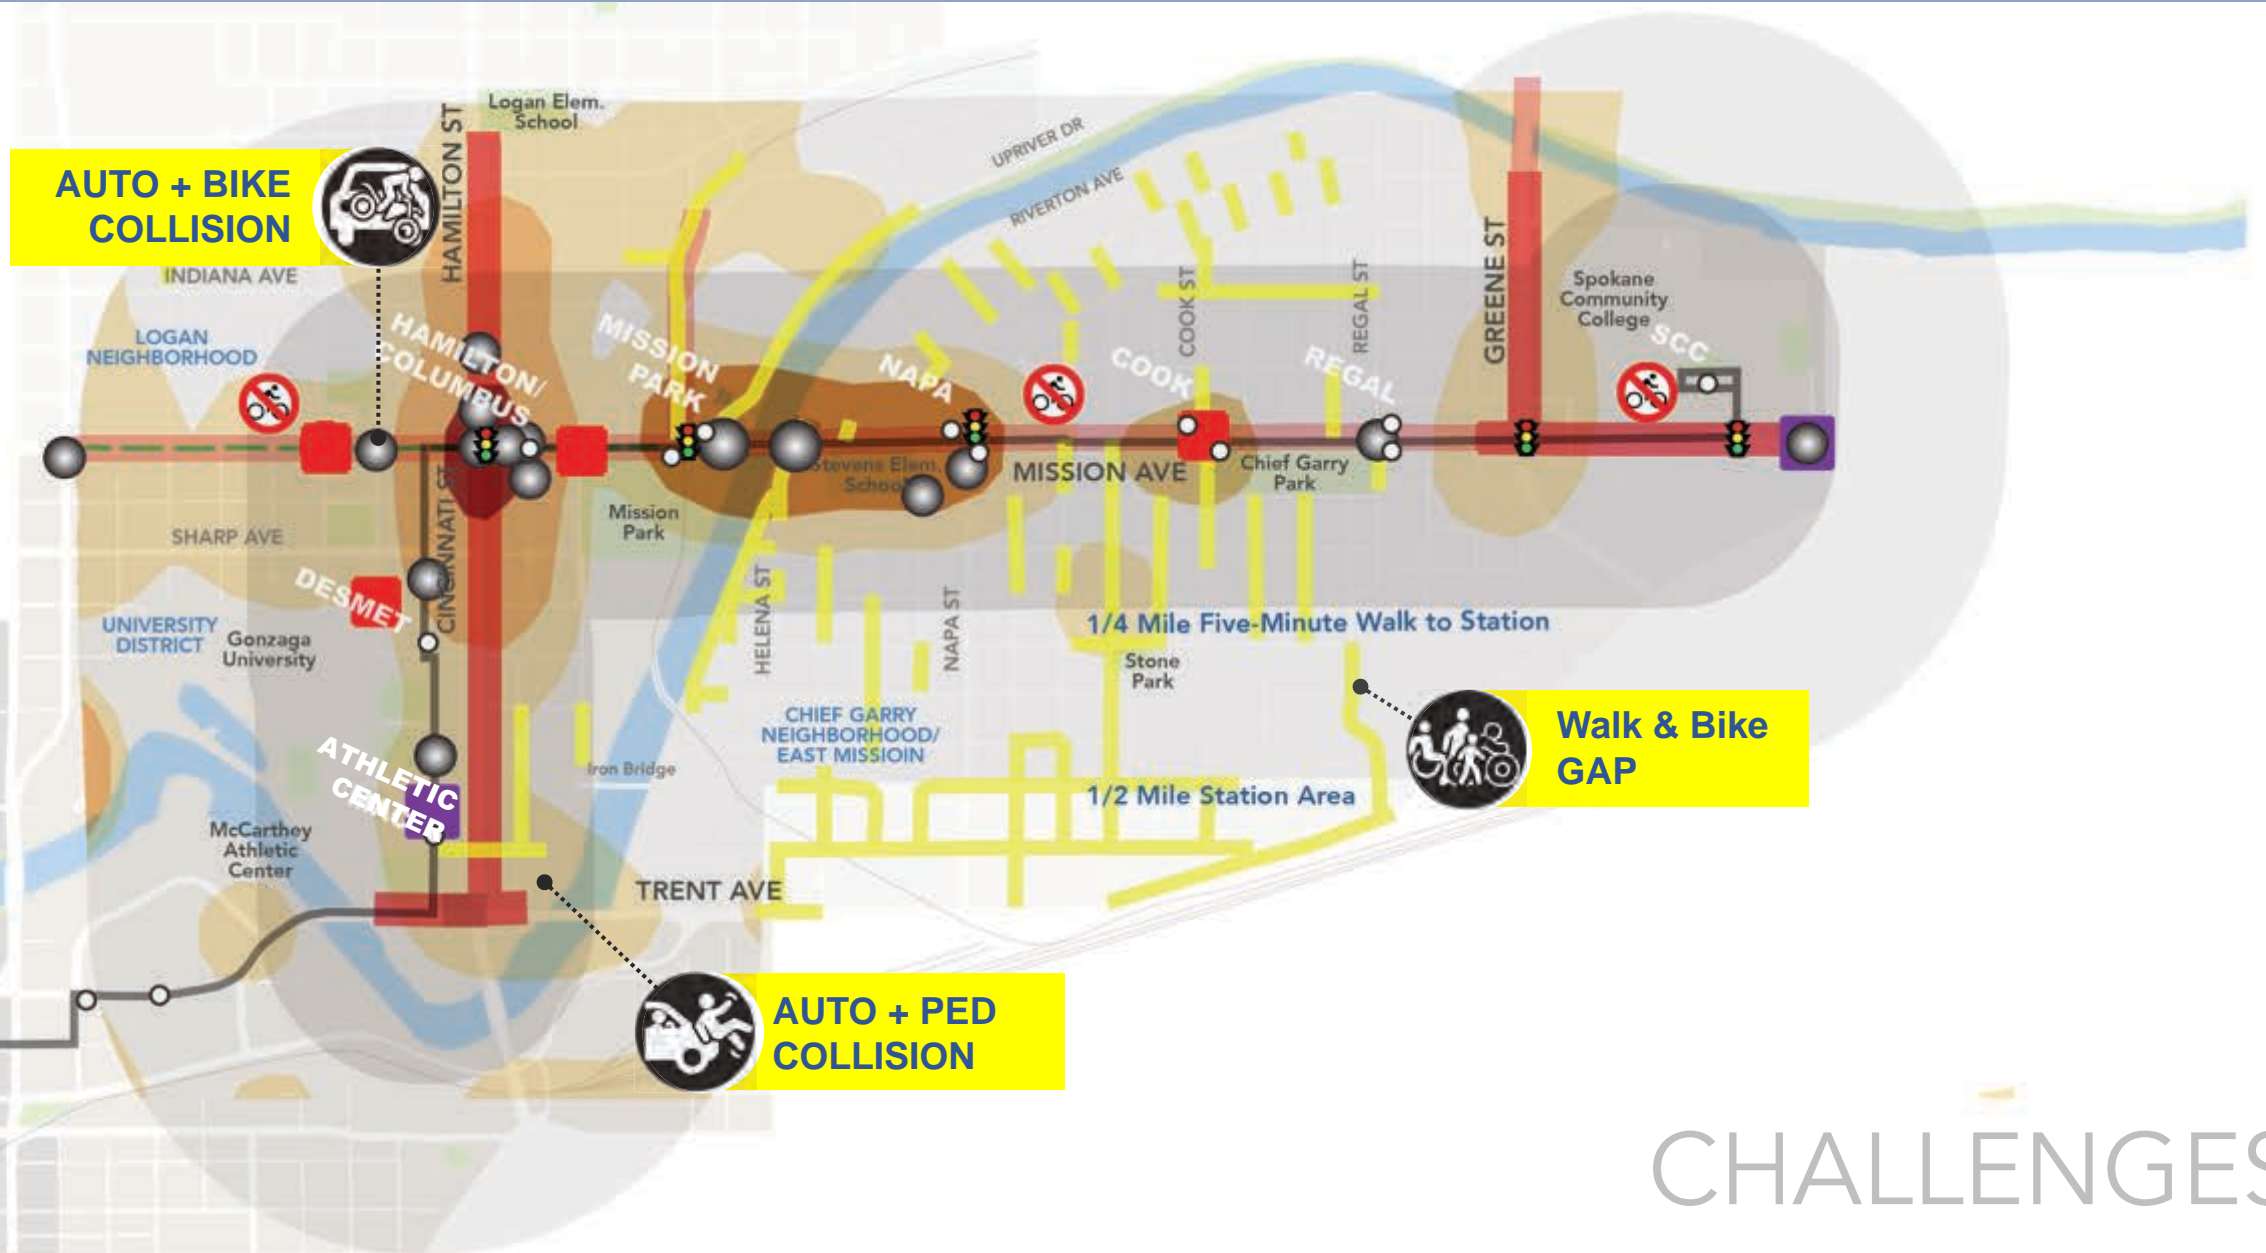 Logan Elem.
School
HAMILTON ST
AUTO + BIKE
COLLISION
INDIANA AVE
LOGAN
NEIGHBORHOOD
HAMILTON/
COLUMBUS
MISSION
PARK
UPRIVER DR
RIVERTON AVE
NAPA
COOK ST
COOK
REGAL ST
REGAL
GREENE ST
Spokane
Community
College
SCC
Stevens Elem.
School
MISSION AVE
Chief Garry
Park
Mission
Park
SHARP AVE
CINCINNATI ST
DESMET
UNIVERSITY
DISTRICT
Gonzaga
University
HELENA ST
NAPA ST
1/4 Mile Five-Minute Walk to Station
Stone
Park
CHIEF GARRY
NEIGHBORHOOD/
EAST MISSIOIN
Walk & Bike
GAP
ATHLETIC
CENTER
Iron Bridge
1/2 Mile Station Area
McCarthey
Athletic
Center
TRENT AVE
AUTO + PED
COLLISION
CHALLENGES